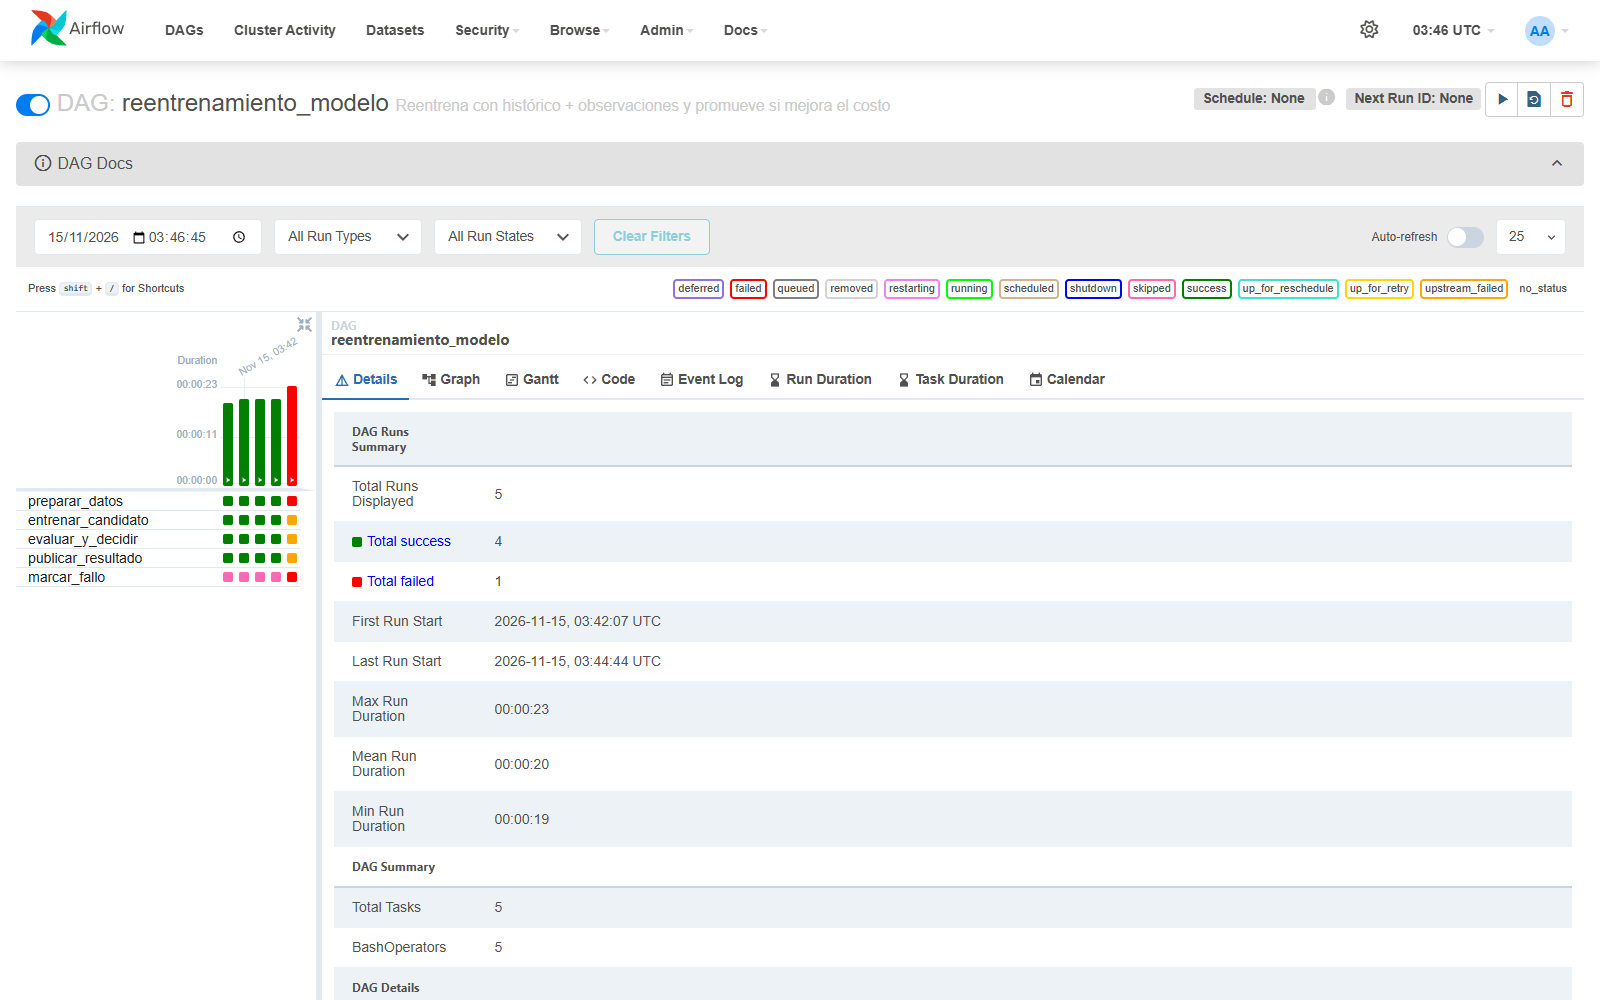 Airflow
DAGs
Cluster Activity
Datasets
Security
Browse
Admin
Docs
03:46 UTC
AA
DAG: reentrenamiento_modelo Reentrena con histórico + observaciones y promueve si mejora el costo
Schedule: None
Next Run ID: None
DAG Docs
15/11/2026 03:46:45
All Run Types
All Run States
Clear Filters
Auto-refresh
25
Press shift + / for Shortcuts
deferred
failed
queued
removed
restarting
running
scheduled
shutdown
skipped
success
up_for_reschedule
up_for_retry
upstream_failed
no_status
Duration
Nov 15, 03:42
00:00:23
00:00:11
00:00:00
preparar_datos
entrenar_candidato
evaluar_y_decidir
publicar_resultado
marcar_fallo
DAG
reentrenamiento_modelo
Details
Graph
Gantt
Code
Event Log
Run Duration
Task Duration
Calendar
DAG Runs
Summary
Total Runs
Displayed
5
Total success
4
Total failed
1
First Run Start
2026-11-15, 03:42:07 UTC
Last Run Start
2026-11-15, 03:44:44 UTC
Max Run
Duration
00:00:23
Mean Run
Duration
00:00:20
Min Run
Duration
00:00:19
DAG Summary
Total Tasks
5
BashOperators
5
DAG Details